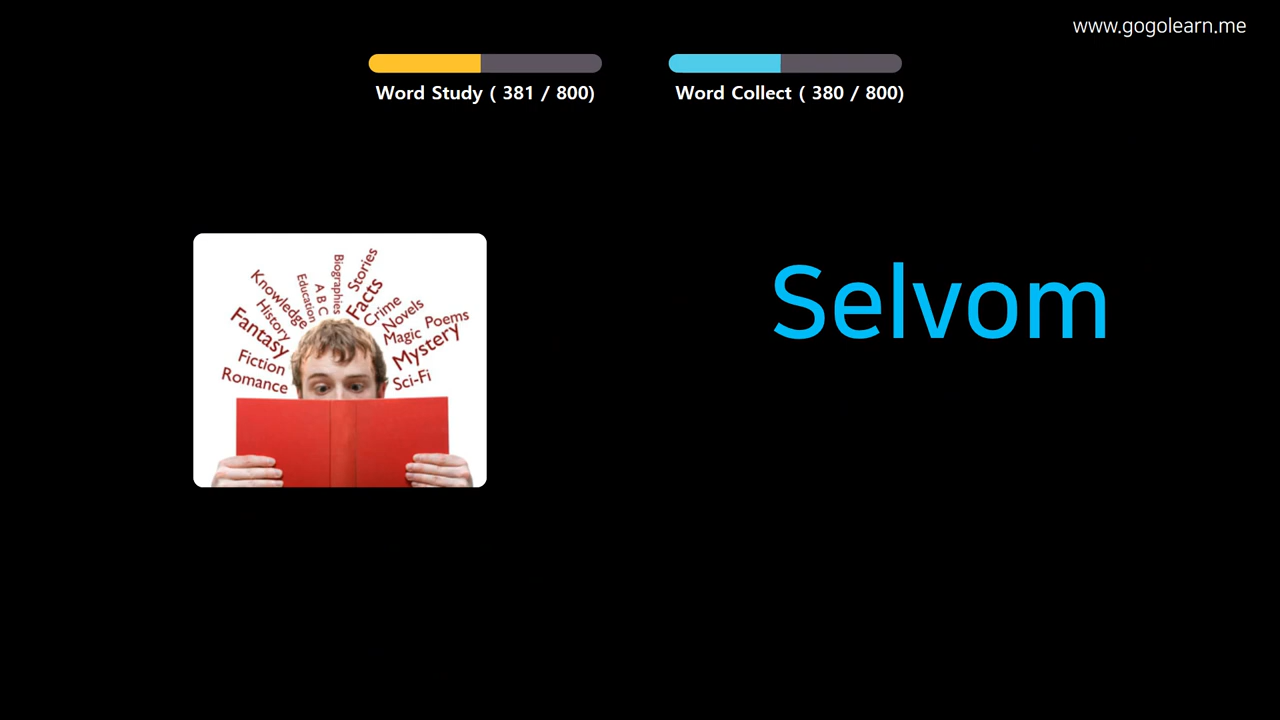 www.gogolearn.me
Word Study ( 381 / 800)
Word Collect ( 380 / 800)
Selvom
Stories
Biographies
Facts
A B C
Education
Knowledge
Crime
History
Novels
Fantasy
Poems
Magic
Mystery
Fiction
Romance
Sci-Fi